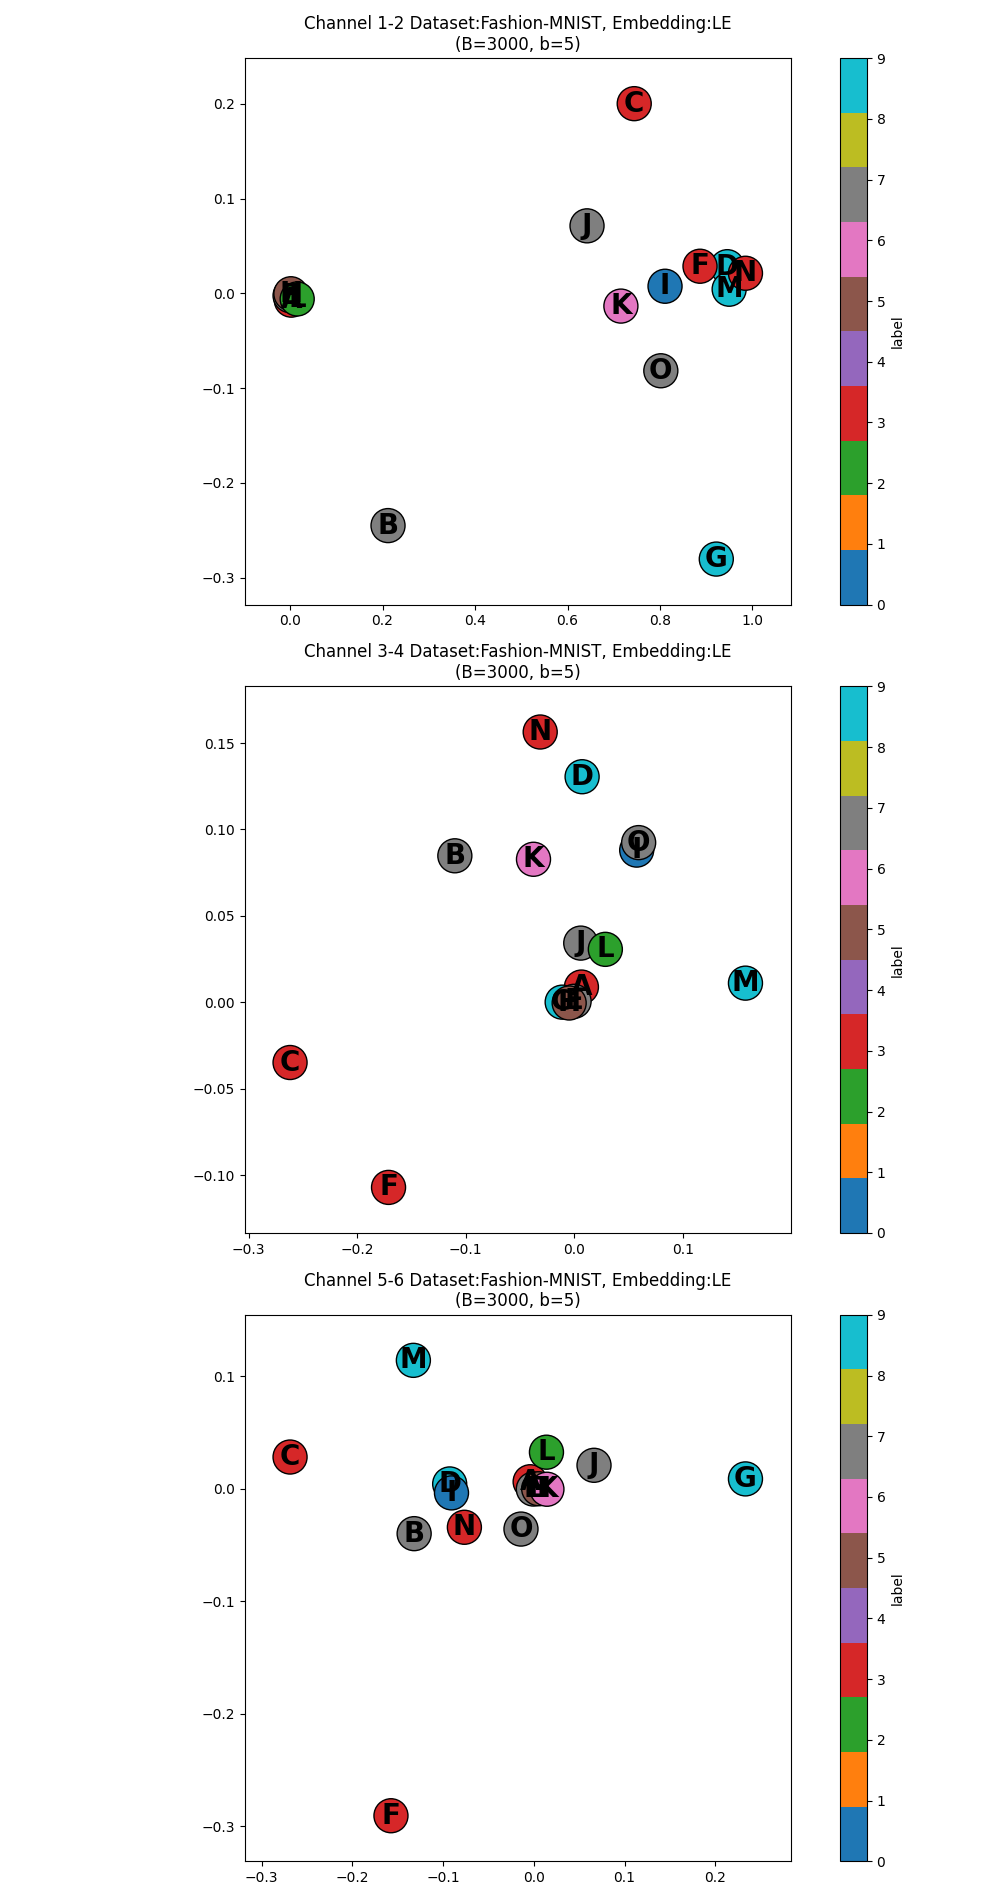 Channel 1-2 Dataset:Fashion-MNIST, Embedding:LE
(B=3000, b=5)
0.2
0.1
0.0
−0.1
−0.2
−0.3
0.0 0.2 0.4 0.6 0.8 1.0
C
J
F D N
I M
K
L
O
B
G
9
8
7
6
5
4
3
2
1
0
label
Channel 3-4 Dataset:Fashion-MNIST, Embedding:LE
(B=3000, b=5)
0.15
0.10
0.05
0.00
−0.05
−0.10
−0.3 −0.2 −0.1 0.0 0.1
N
D
O
I
B K
J L
A M
C
F
9
8
7
6
5
4
3
2
1
0
label
Channel 5-6 Dataset:Fashion-MNIST, Embedding:LE
(B=3000, b=5)
0.1
0.0
−0.1
−0.2
−0.3
−0.3 −0.2 −0.1 0.0 0.1 0.2
M
C L
J
D A G
I K
B N O
F
9
8
7
6
5
4
3
2
1
0
label